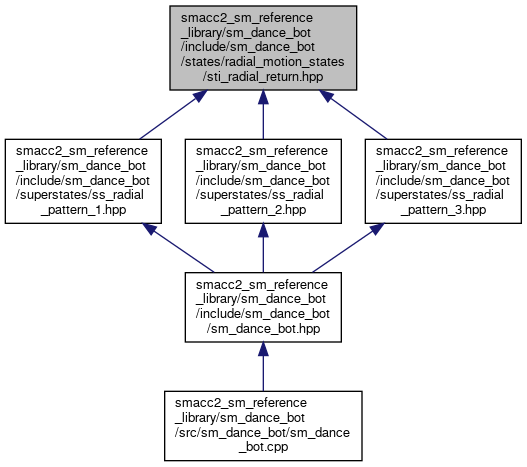 smacc2_sm_reference
_library/sm_dance_bot
/include/sm_dance_bot
/states/radial_motion_states
/sti_radial_return.hpp
smacc2_sm_reference
_library/sm_dance_bot
/include/sm_dance_bot
/superstates/ss_radial
_pattern_1.hpp
smacc2_sm_reference
_library/sm_dance_bot
/include/sm_dance_bot
/superstates/ss_radial
_pattern_2.hpp
smacc2_sm_reference
_library/sm_dance_bot
/include/sm_dance_bot
/superstates/ss_radial
_pattern_3.hpp
smacc2_sm_reference
_library/sm_dance_bot
/include/sm_dance_bot
/sm_dance_bot.hpp
smacc2_sm_reference
_library/sm_dance_bot
/src/sm_dance_bot/sm_dance
_bot.cpp